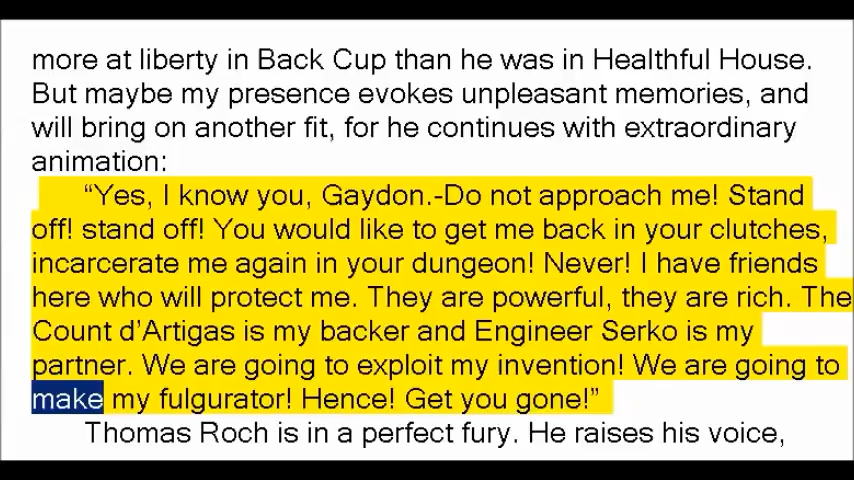 more at liberty in Back Cup than he was in Healthful House.
But maybe my presence evokes unpleasant memories, and
will bring on another fit, for he continues with extraordinary
animation:
“Yes, I know you, Gaydon.-Do not approach me! Stand
off! stand off! You would like to get me back in your clutches,
incarcerate me again in your dungeon! Never! I have friends
here who will protect me. They are powerful, they are rich. The
Count d’Artigas is my backer and Engineer Serko is my
partner. We are going to exploit my invention! We are going to
make my fulgurator! Hence! Get you gone!”
Thomas Roch is in a perfect fury. He raises his voice,